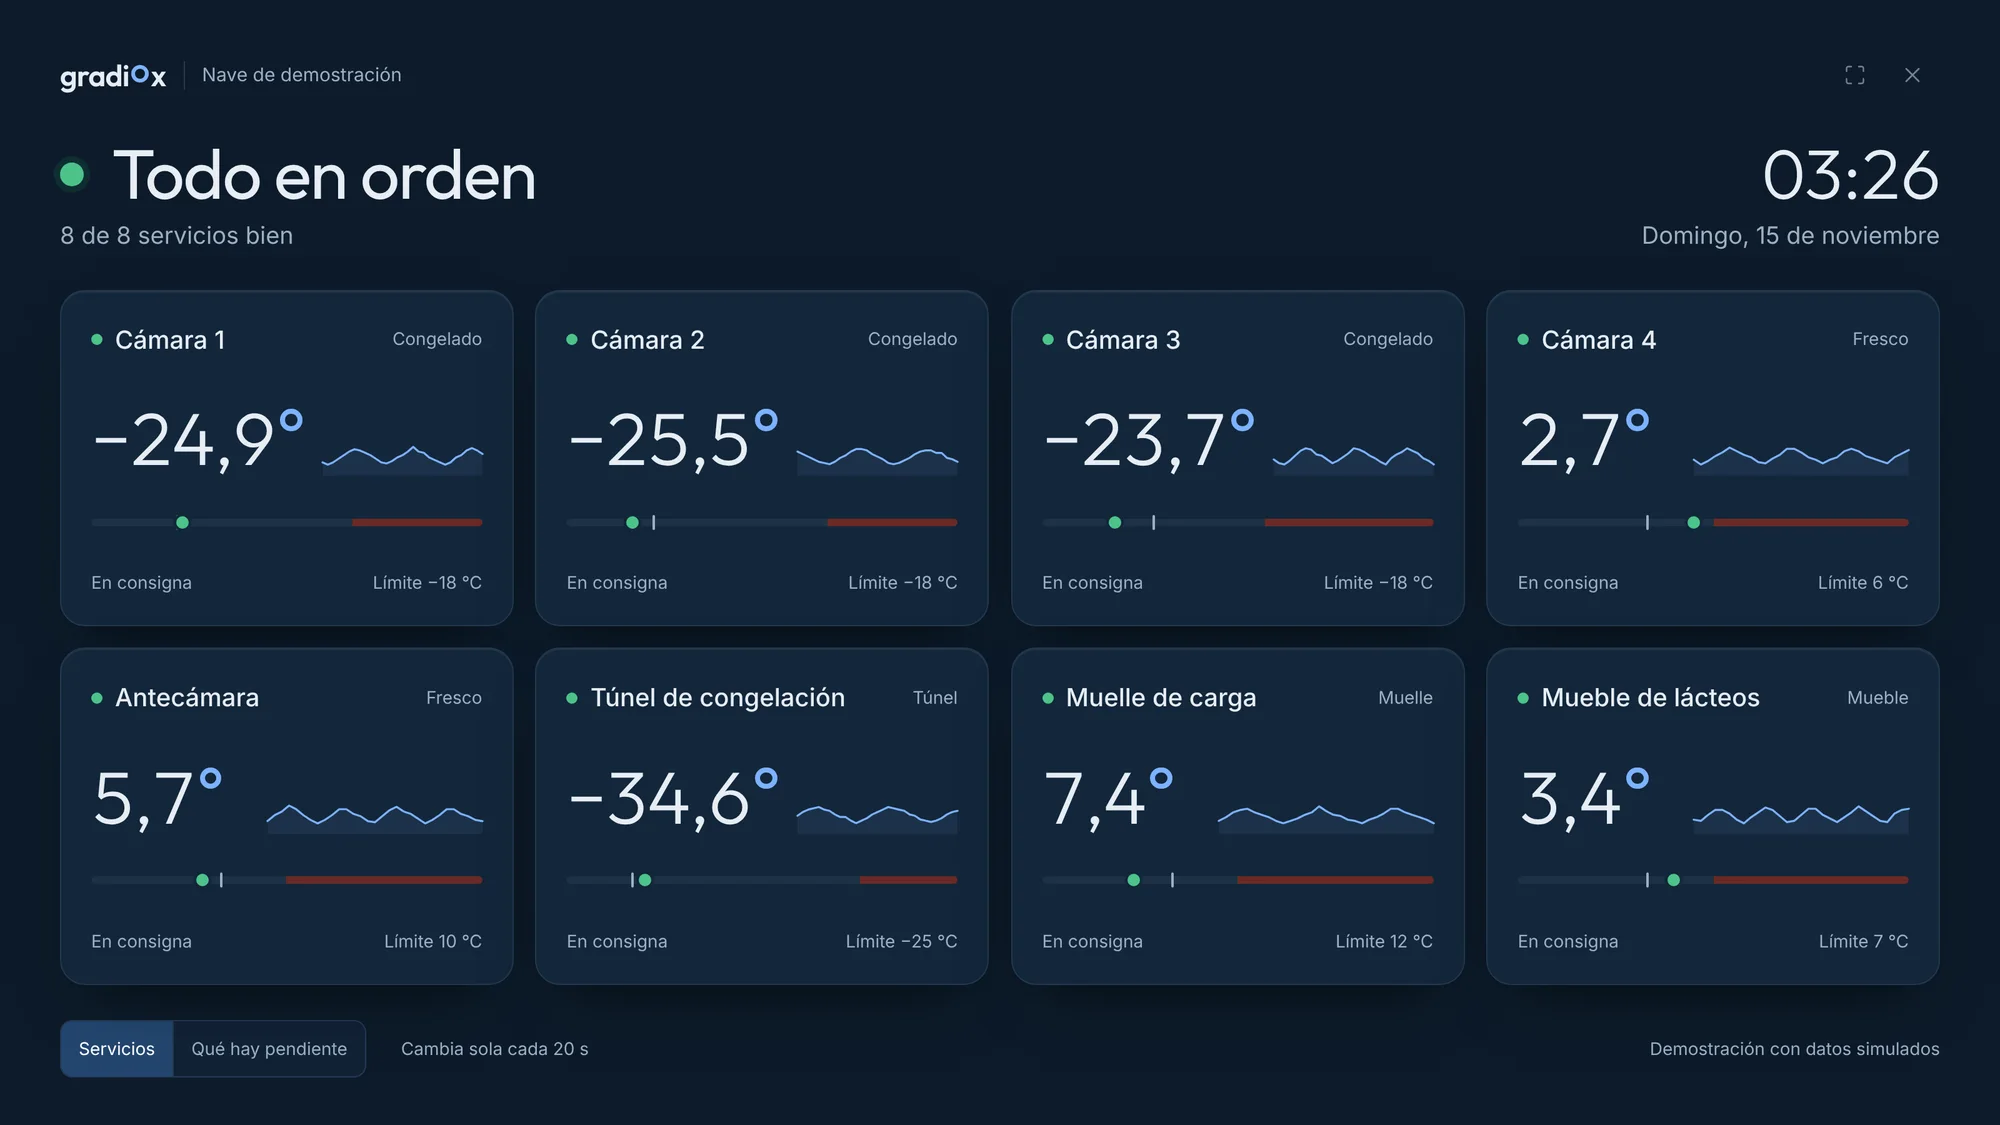 gradiOx
Nave de demostración
Todo en orden
03:26
8 de 8 servicios bien
Domingo, 15 de noviembre
Cámara 1
Congelado
−24,9°
En consigna
Límite −18 °C
Cámara 2
Congelado
−25,5°
En consigna
Límite −18 °C
Cámara 3
Congelado
−23,7°
En consigna
Límite −18 °C
Cámara 4
Fresco
2,7°
En consigna
Límite 6 °C
Antecámara
Fresco
5,7°
En consigna
Límite 10 °C
Túnel de congelación
Túnel
−34,6°
En consigna
Límite −25 °C
Muelle de carga
Muelle
7,4°
En consigna
Límite 12 °C
Mueble de lácteos
Mueble
3,4°
En consigna
Límite 7 °C
Servicios
Qué hay pendiente
Cambia sola cada 20 s
Demostración con datos simulados